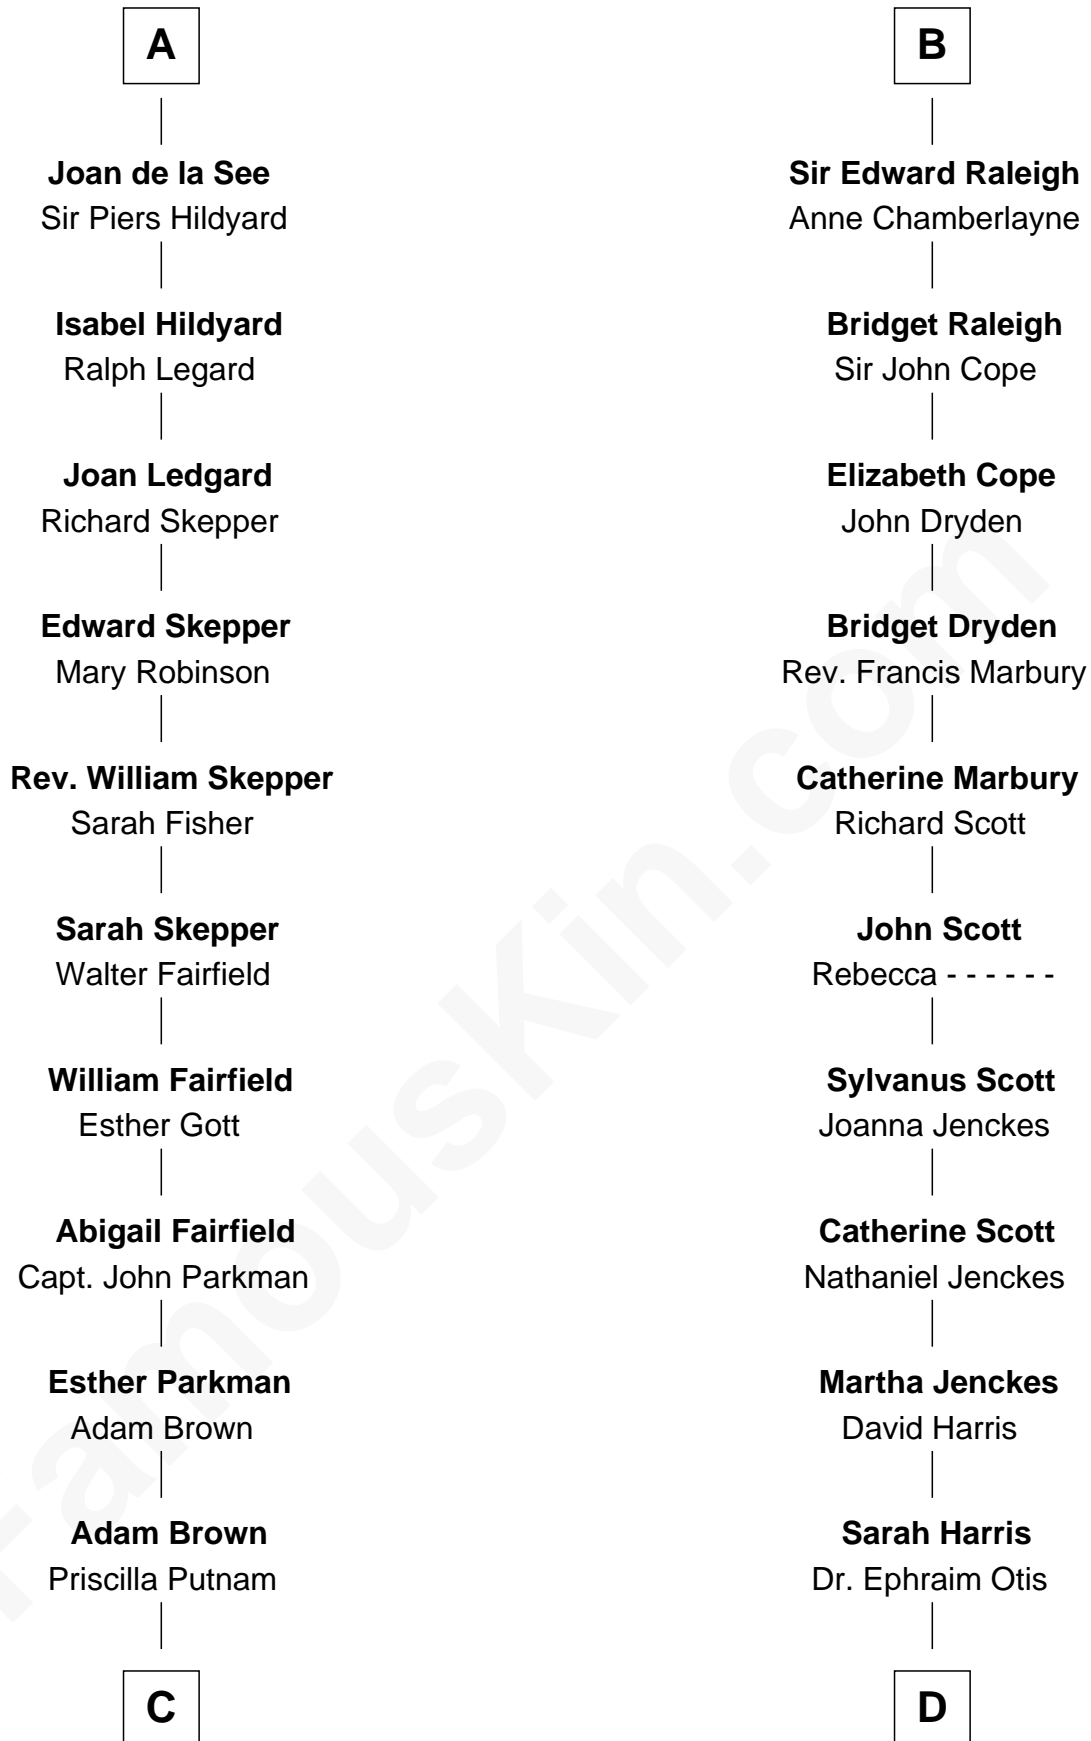 A
Joan de la See
Sir Piers Hildyard
Isabel Hildyard
Ralph Legard
Joan Ledgard
Richard Skepper
Edward Skepper
Mary Robinson
Rev. William Skepper
Sarah Fisher
Sarah Skepper
Walter Fairfield
William Fairfield
Esther Gott
Abigail Fairfield
Capt. John Parkman
Esther Parkman
Adam Brown
Adam Brown
Priscilla Putnam
C
B
Sir Edward Raleigh
Anne Chamberlayne
Bridget Raleigh
Sir John Cope
Elizabeth Cope
John Dryden
Bridget Dryden
Rev. Francis Marbury
Catherine Marbury
Richard Scott
John Scott
Rebecca - - - - - -
Sylvanus Scott
Joanna Jenckes
Catherine Scott
Nathaniel Jenckes
Martha Jenckes
David Harris
Sarah Harris
Dr. Ephraim Otis
D
FamousKin.com